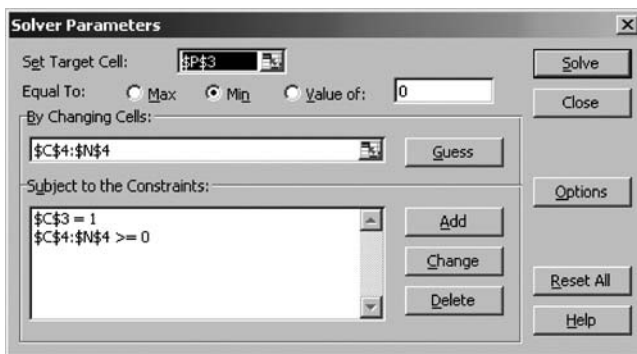 Solver Parameters
Set Target Cell: $P$3 Solve
Equal To: Max Min Value of: 0 Close
By Changing Cells:
$C$4:$N$4 Guess
Subject to the Constraints: Options
$C$3 = 1 Add
$C$4:$N$4 >= 0
Change
Reset All
Delete
Help